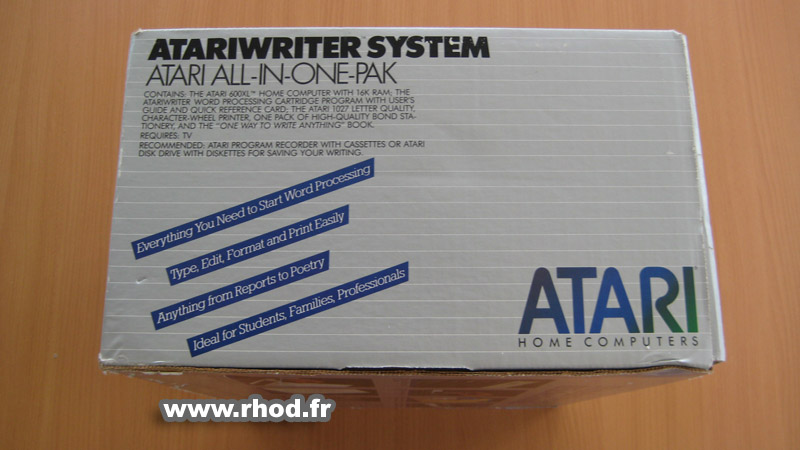 ATARIWRITER SYSTEM
ATARI ALL-IN-ONE-PAK
CONTAINS: THE ATARI 600XL™ HOME COMPUTER WITH 16K RAM; THE
ATARIWRITER WORD PROCESSING CARTRIDGE PROGRAM WITH USER'S
GUIDE AND QUICK REFERENCE CARD; THE ATARI 1027 LETTER QUALITY,
CHARACTER-WHEEL PRINTER, ONE PACK OF HIGH-QUALITY BOND STA-
TIONERY, AND THE "ONE WAY TO WRITE ANYTHING" BOOK.
REQUIRES: TV
RECOMMENDED: ATARI PROGRAM RECORDER WITH CASSETTES OR ATARI
DISK DRIVE WITH DISKETTES FOR SAVING YOUR WRITING.
Everything You Need to Start Word Processing
Type, Edit, Format and Print Easily
Anything from Reports to Poetry
Ideal for Students, Families, Professionals
ATARI
HOME COMPUTERS
www.rhod.fr